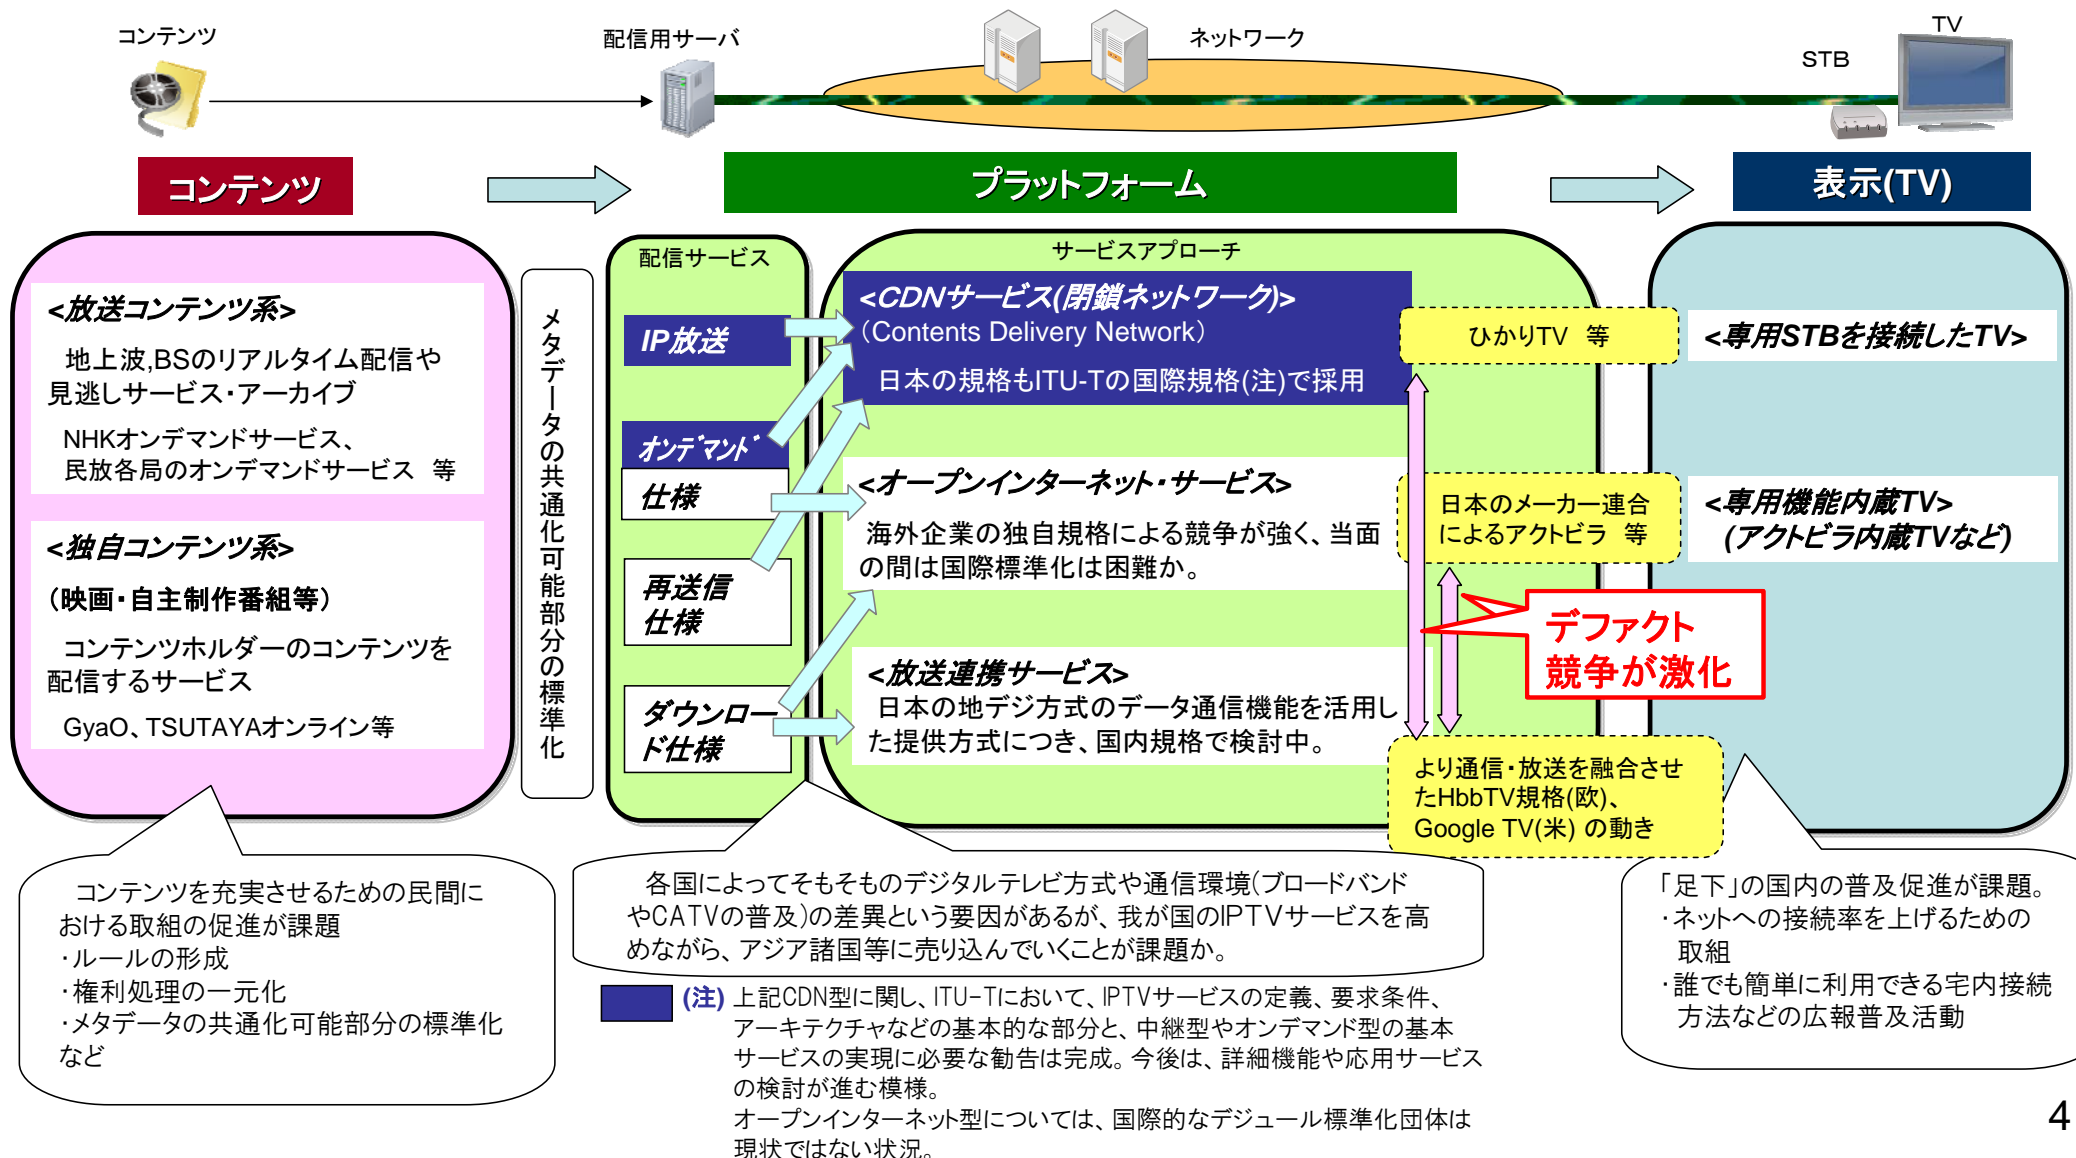 コンテンツ
配信用サーバ
ネットワーク
STB
TV
コンテンツ
プラットフォーム
表示(TV)
<放送コンテンツ系>
地上波,BSのリアルタイム配信や
見逃しサービス・アーカイブ
NHKオンデマンドサービス、
民放各局のオンデマンドサービス 等
<独自コンテンツ系>
（映画・自主制作番組等）
コンテンツホルダーのコンテンツを
配信するサービス
GyaO、TSUTAYAオンライン等
メタデータの共通化可能部分の標準化
配信サービス
IP放送
オンデマンド
仕様
再送信
仕様
ダウンロー
ド仕様
サービスアプローチ
<CDNサービス(閉鎖ネットワーク)>
（Contents Delivery Network）
日本の規格もITU-Tの国際規格(注)で採用
<オープンインターネット・サービス>
海外企業の独自規格による競争が強く、当面
の間は国際標準化は困難か。
<放送連携サービス>
日本の地デジ方式のデータ通信機能を活用し
た提供方式につき、国内規格で検討中。
ひかりTV 等
日本のメーカー連合
によるアクトビラ 等
デファクト
競争が激化
より通信・放送を融合させ
たHbbTV規格(欧)、
Google TV(米) の動き
<専用STBを接続したTV>
<専用機能内蔵TV>
(アクトビラ内蔵TVなど)
コンテンツを充実させるための民間に
おける取組の促進が課題
・ルールの形成
・権利処理の一元化
・メタデータの共通化可能部分の標準化
など
各国によってそもそものデジタルテレビ方式や通信環境(ブロードバンド
やCATVの普及)の差異という要因があるが、我が国のIPTVサービスを高
めながら、アジア諸国等に売り込んでいくことが課題か。
(注) 上記CDN型に関し、ITU-Tにおいて、IPTVサービスの定義、要求条件、
アーキテクチャなどの基本的な部分と、中継型やオンデマンド型の基本
サービスの実現に必要な勧告は完成。今後は、詳細機能や応用サービス
の検討が進む模様。
オープンインターネット型については、国際的なデジュール標準化団体は
現状ではない状況。
「足下」の国内の普及促進が課題。
・ネットへの接続率を上げるための
取組
・誰でも簡単に利用できる宅内接続
方法などの広報普及活動
4